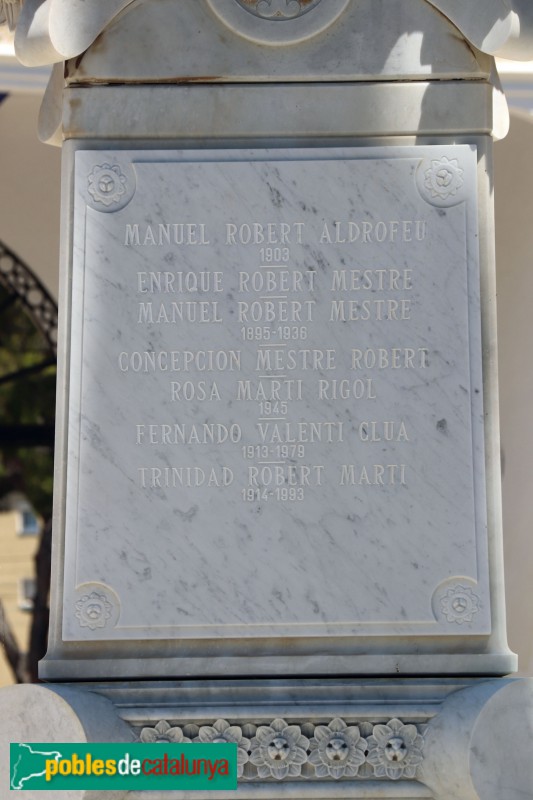 MANUEL ROBERT ALDROFEU
1903
ENRIQUE ROBERT MESTRE
MANUEL ROBERT MESTRE
1895-1936
CONCEPCION MESTRE ROBERT
ROSA MARTI RIGOL
1945
FERNANDO VALENTI CLUA
1913-1979
TRINIDAD ROBERT MARTI
1914-1993
poblesdecatalunya